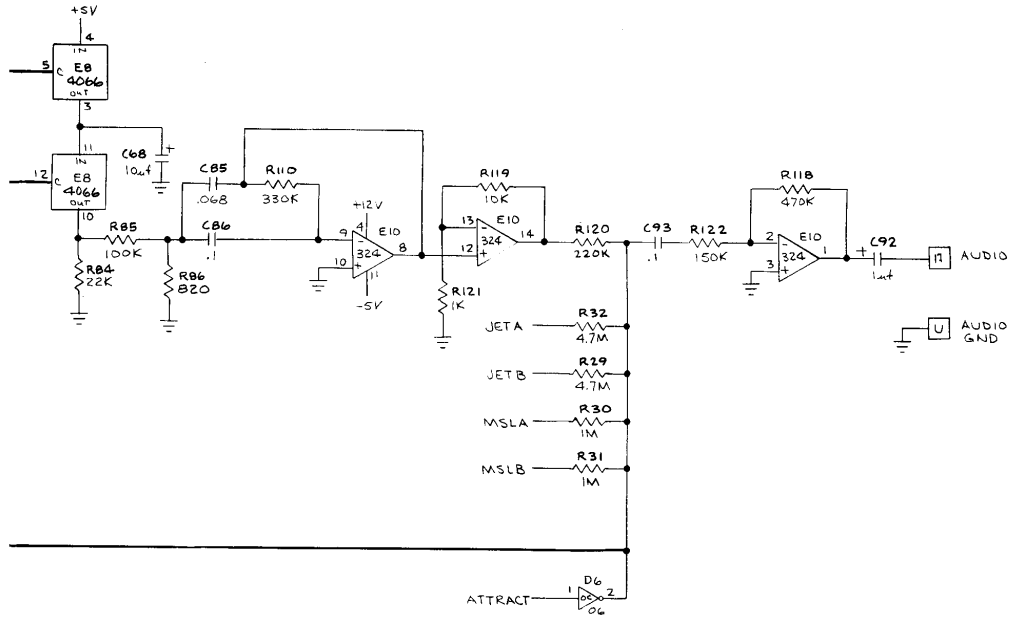 +5V
4
IN
5
C
E8
4066
OUT
3
11
IN
12
C
E8
4066
OUT
10
C68
+
10uf
R85
100K
R84
22K
R86
820
C85
.068
C86
.1
R110
330K
+12V
4
9
-
E10
324
8
10
+
11
-5V
R119
10K
13
-
E10
324
14
12
+
R121
1K
R120
220K
C93
.1
R122
150K
R118
470K
2
-
E10
324
1
3
+
+
C92
1uf
AUDIO
U
AUDIO
GND
JETA
R32
4.7M
JETB
R29
4.7M
MSLA
R30
1M
MSLB
R31
1M
ATTRACT
1
D6
OC
2
06